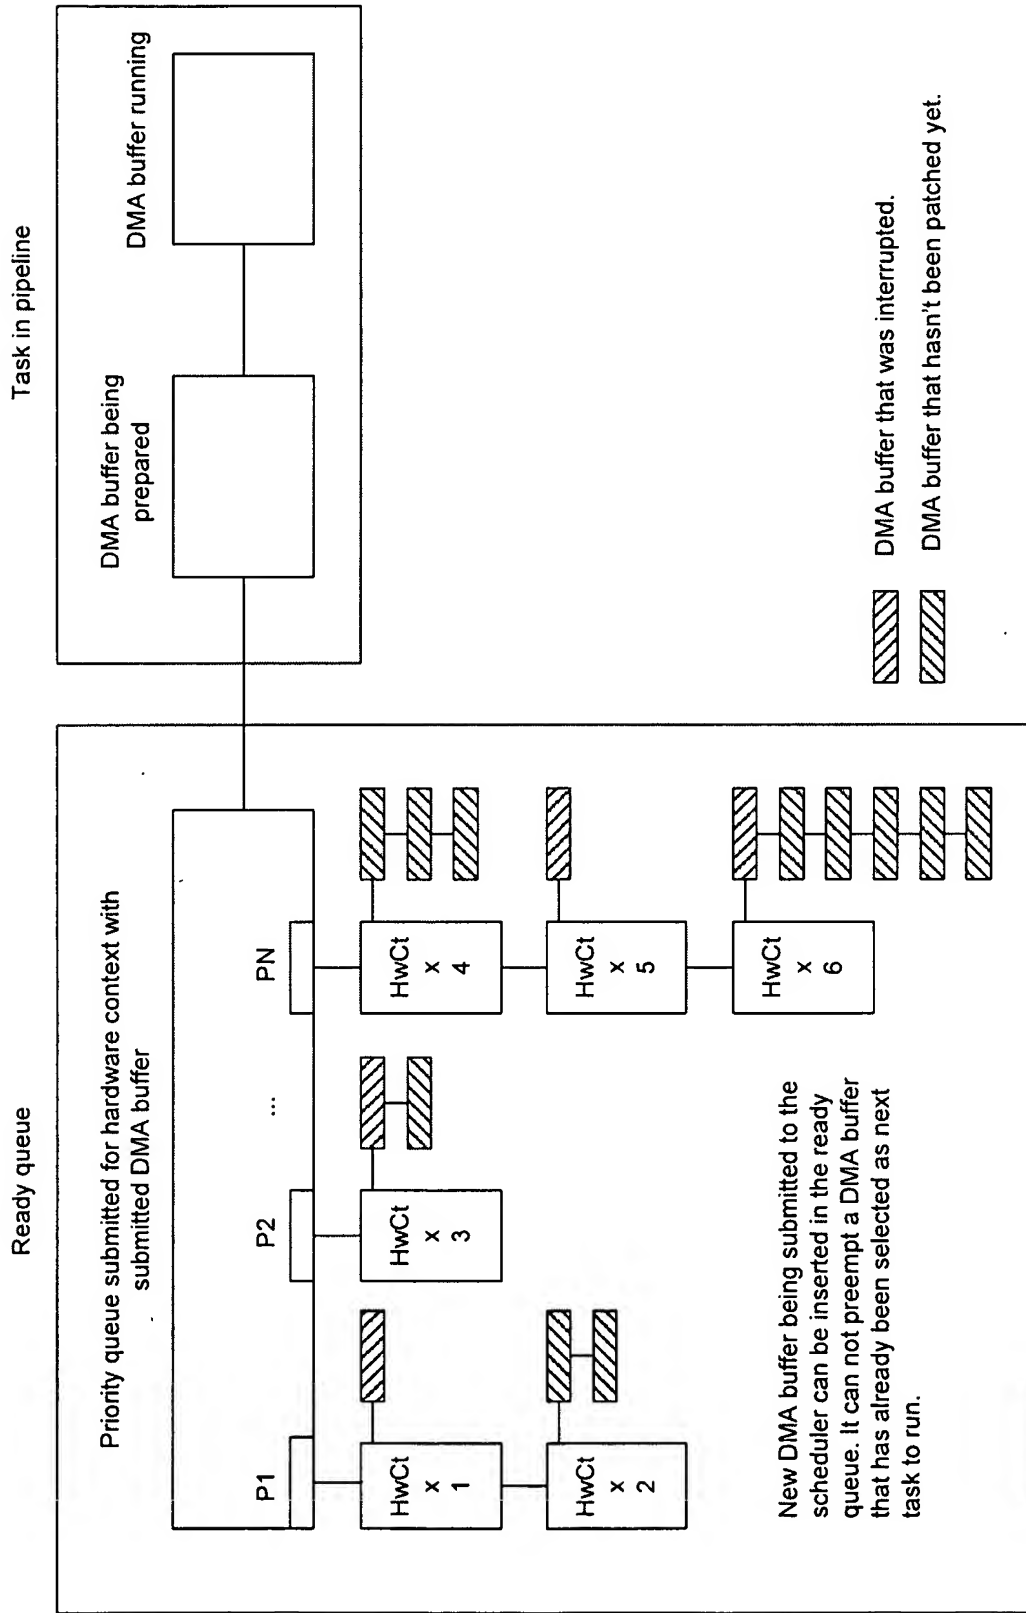 Ready queue
Priority queue submitted for hardware context with
submitted DMA buffer
P1
P2
...
PN
HwCt
x
1
HwCt
x
2
HwCt
x
3
HwCt
x
4
HwCt
x
5
HwCt
x
6
New DMA buffer being submitted to the
scheduler can be inserted in the ready
queue. It can not preempt a DMA buffer
that has already been selected as next
task to run.
Task in pipeline
DMA buffer being
prepared
DMA buffer running
DMA buffer that was interrupted.
DMA buffer that hasn't been patched yet.